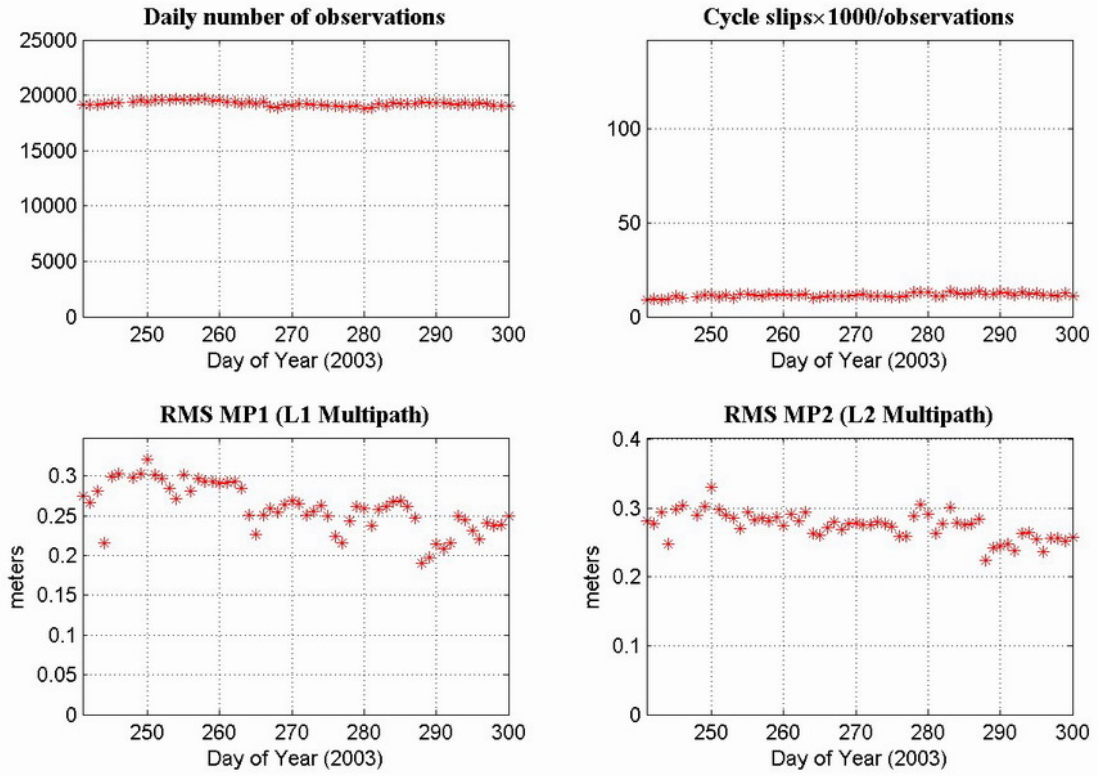 Daily number of observations
25000
20000
15000
10000
5000
0
250 260 270 280 290 300
Day of Year (2003)
Cycle slips×1000/observations
100
50
0
250 260 270 280 290 300
Day of Year (2003)
RMS MP1 (L1 Multipath)
meters
0.3
0.25
0.2
0.15
0.1
0.05
0
250 260 270 280 290 300
Day of Year (2003)
RMS MP2 (L2 Multipath)
meters
0.4
0.3
0.2
0.1
0
250 260 270 280 290 300
Day of Year (2003)